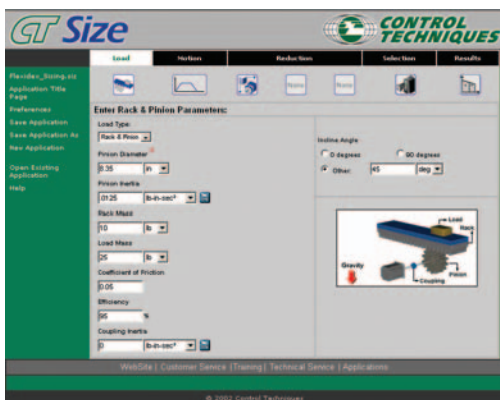 CT Size
CONTROL TECHNIQUES
Load Motion Reduction Selection Results
Flexidex_Sizing.siz
Application Title Page
Preferences
Save Application
Save Application As
New Application
Open Existing Application
Help
None None
Enter Rack & Pinion Parameters:
Load Type:
Rack & Pinion
Pinion Diameter
0.35 in
Pinion Inertia
.0125 lb-in-sec²
Rack Mass
10 lb
Load Mass
25 lb
Coefficient of Friction
0.05
Efficiency
95 %
Coupling Inertia
0 lb-in-sec²
Incline Angle
0 degrees 90 degrees
Other: 45 deg
Load
Rack
Gravity
Pinion
Coupling
WebSite | Customer Service | Training | Technical Service | Applications
© 2002 Control Techniques